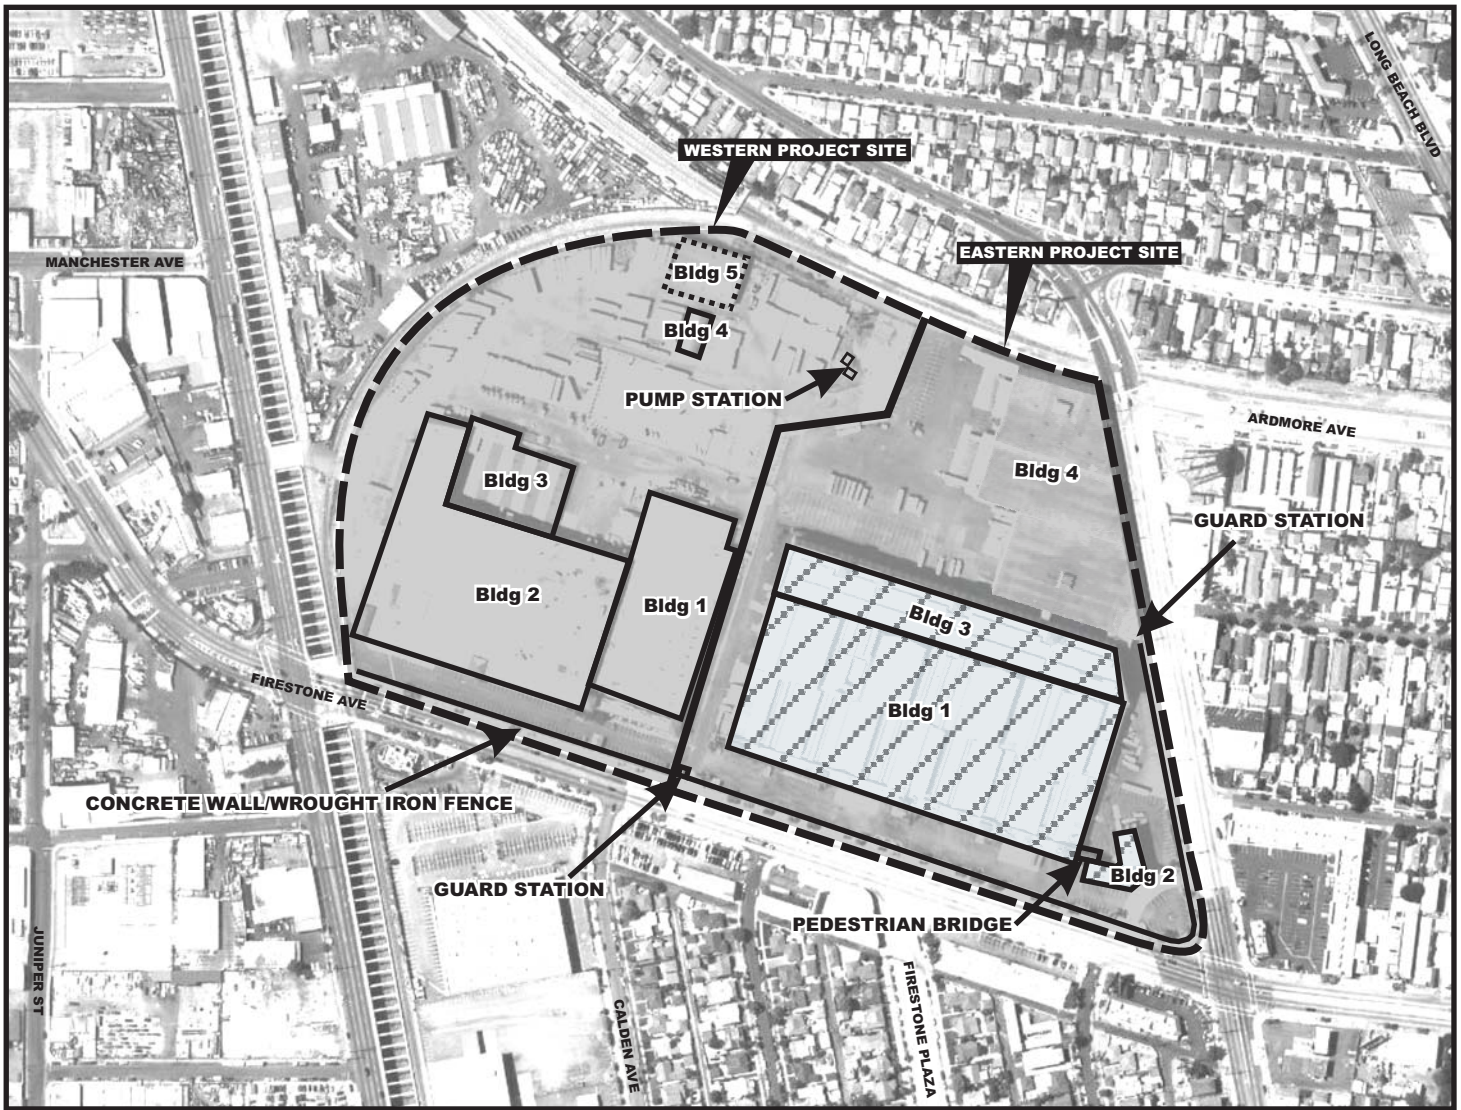 LONG BEACH BLVD
WESTERN PROJECT SITE
EASTERN PROJECT SITE
MANCHESTER AVE
Bldg 5
Bldg 4
PUMP STATION
ARDMORE AVE
Bldg 4
Bldg 3
GUARD STATION
Bldg 2
Bldg 1
Bldg 3
FIRESTONE AVE
Bldg 1
CONCRETE WALL/WROUGHT IRON FENCE
GUARD STATION
Bldg 2
PEDESTRIAN BRIDGE
JUNIPER ST
CALDEN AVE
FIRESTONE PLAZA